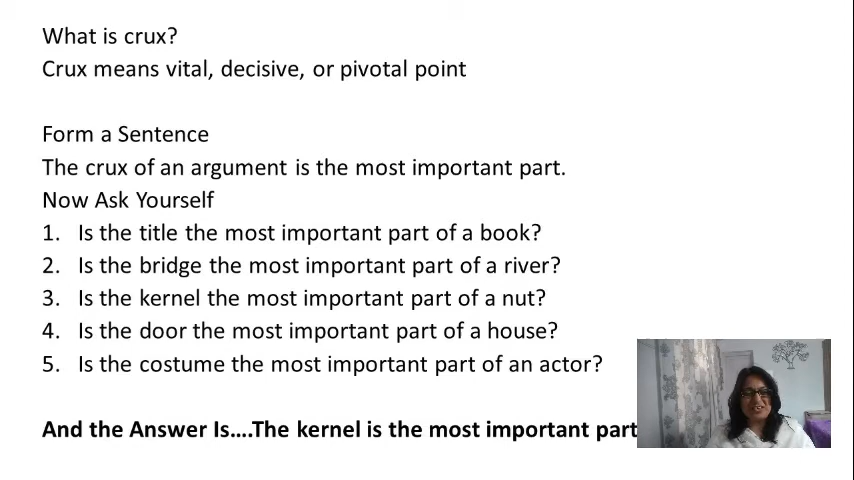 What is crux?
Crux means vital, decisive, or pivotal point
Form a Sentence
The crux of an argument is the most important part.
Now Ask Yourself
1. Is the title the most important part of a book?
2. Is the bridge the most important part of a river?
3. Is the kernel the most important part of a nut?
4. Is the door the most important part of a house?
5. Is the costume the most important part of an actor?
And the Answer Is….The kernel is the most important part